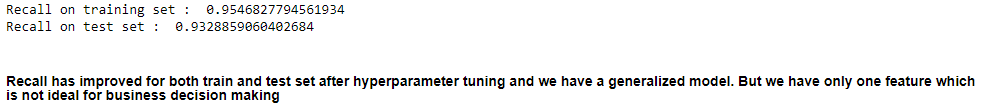 Recall on training set :  0.9546827794561934
Recall on test set :  0.9328859060402684
Recall has improved for both train and test set after hyperparameter tuning and we have a generalized model. But we have only one feature which
is not ideal for business decision making